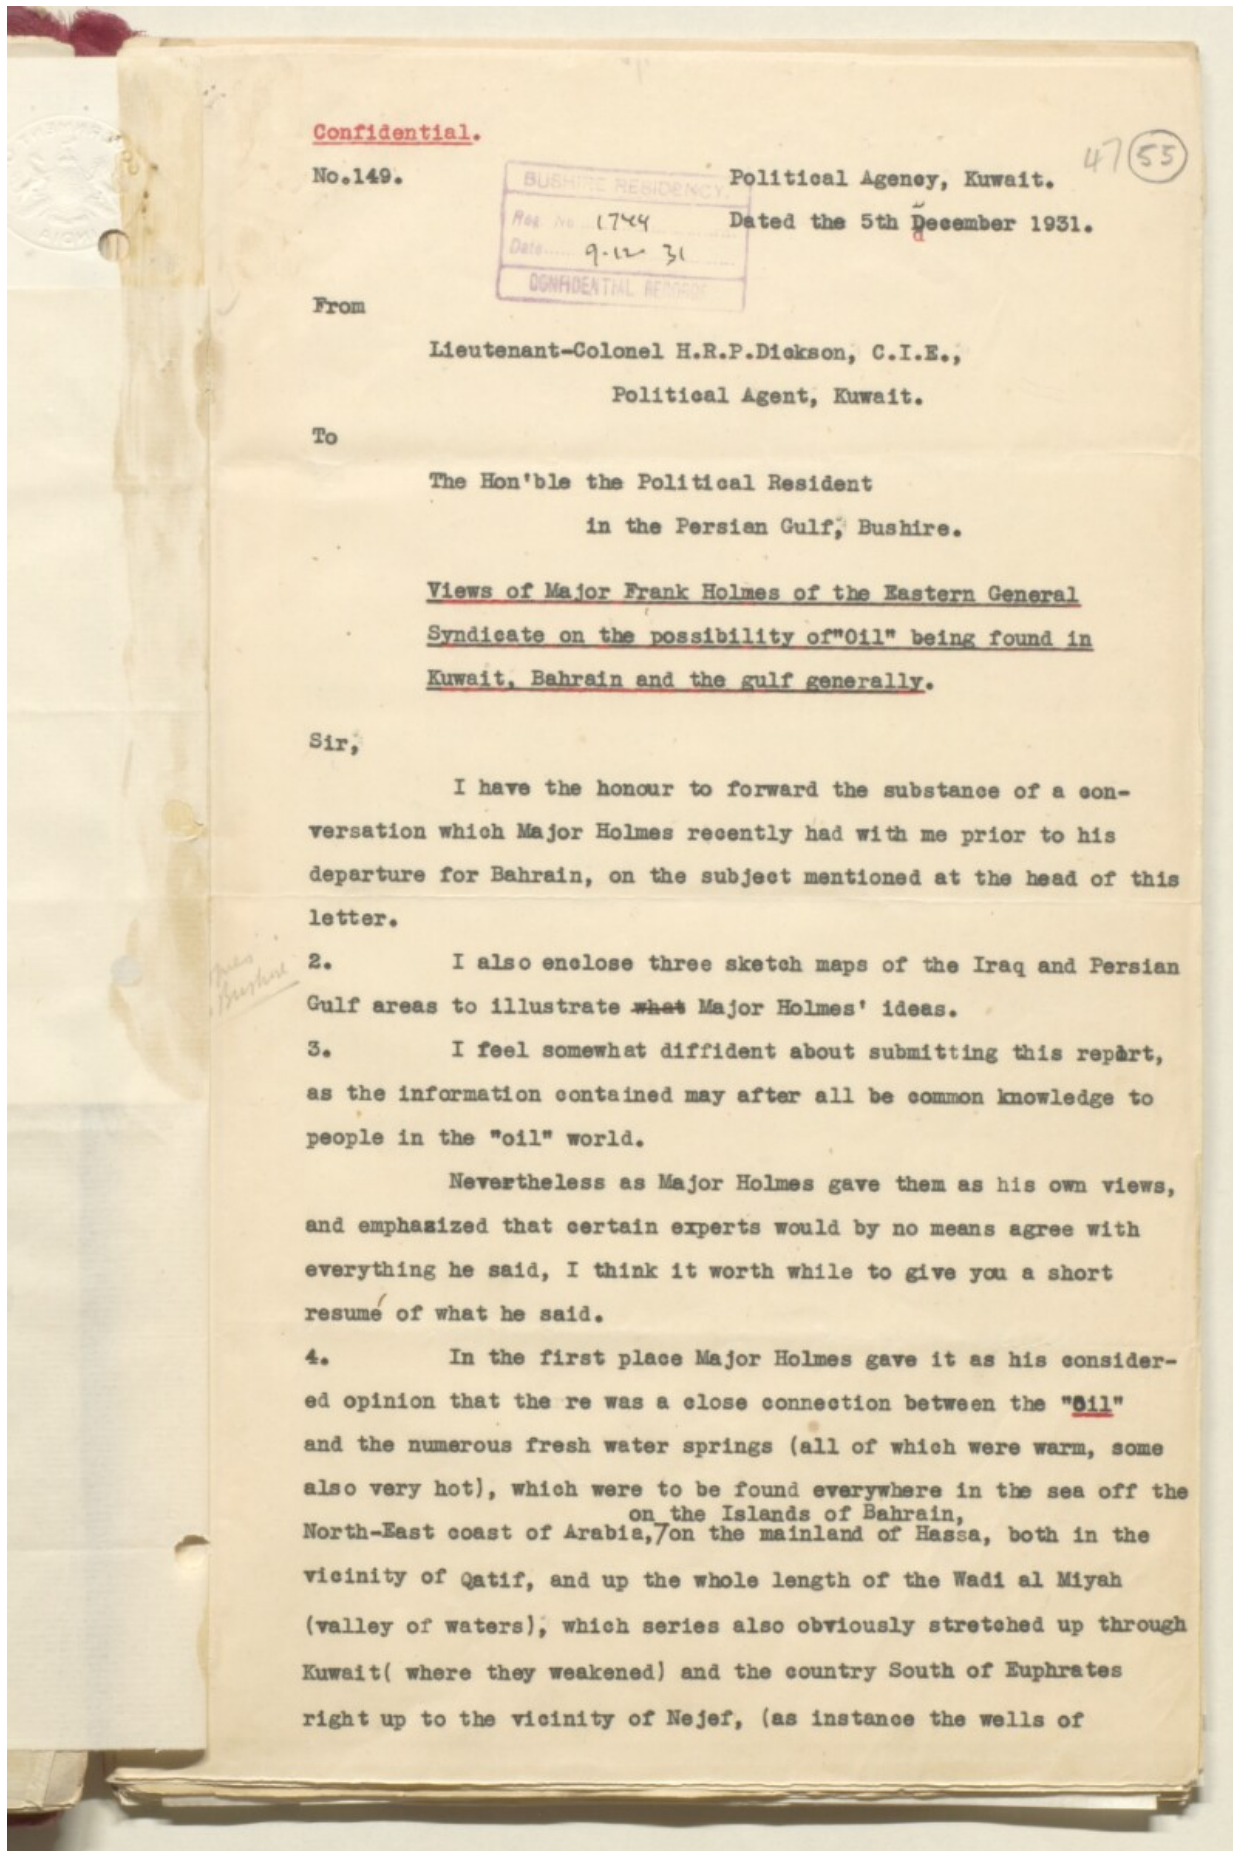 Confidential.
47 55
No.149.
Political Agency, Kuwait.
BUSHIRE RESIDENCY.
Reg. No. 1744
Date 9-12-31
CONFIDENTIAL RECORDS
Dated the 5th December 1931.
From
Lieutenant-Colonel H.R.P.Dickson, C.I.E.,
Political Agent, Kuwait.
To
The Hon'ble the Political Resident
in the Persian Gulf, Bushire.
Views of Major Frank Holmes of the Eastern General
Syndicate on the possibility of"Oil" being found in
Kuwait, Bahrain and the gulf generally.
Sir,
I have the honour to forward the substance of a con-
versation which Major Holmes recently had with me prior to his
departure for Bahrain, on the subject mentioned at the head of this
letter.
2. I also enclose three sketch maps of the Iraq and Persian
Bushire
Gulf areas to illustrate what Major Holmes' ideas.
3. I feel somewhat diffident about submitting this report,
as the information contained may after all be common knowledge to
people in the "oil" world.
Nevertheless as Major Holmes gave them as his own views,
and emphasized that certain experts would by no means agree with
everything he said, I think it worth while to give you a short
resumé of what he said.
4. In the first place Major Holmes gave it as his consider-
ed opinion that the re was a close connection between the "Oil"
and the numerous fresh water springs (all of which were warm, some
also very hot), which were to be found everywhere in the sea off the
on the Islands of Bahrain,
North-East coast of Arabia,/on the mainland of Hassa, both in the
vicinity of Qatif, and up the whole length of the Wadi al Miyah
(valley of waters), which series also obviously stretched up through
Kuwait( where they weakened) and the country South of Euphrates
right up to the vicinity of Nejef, (as instance the wells of